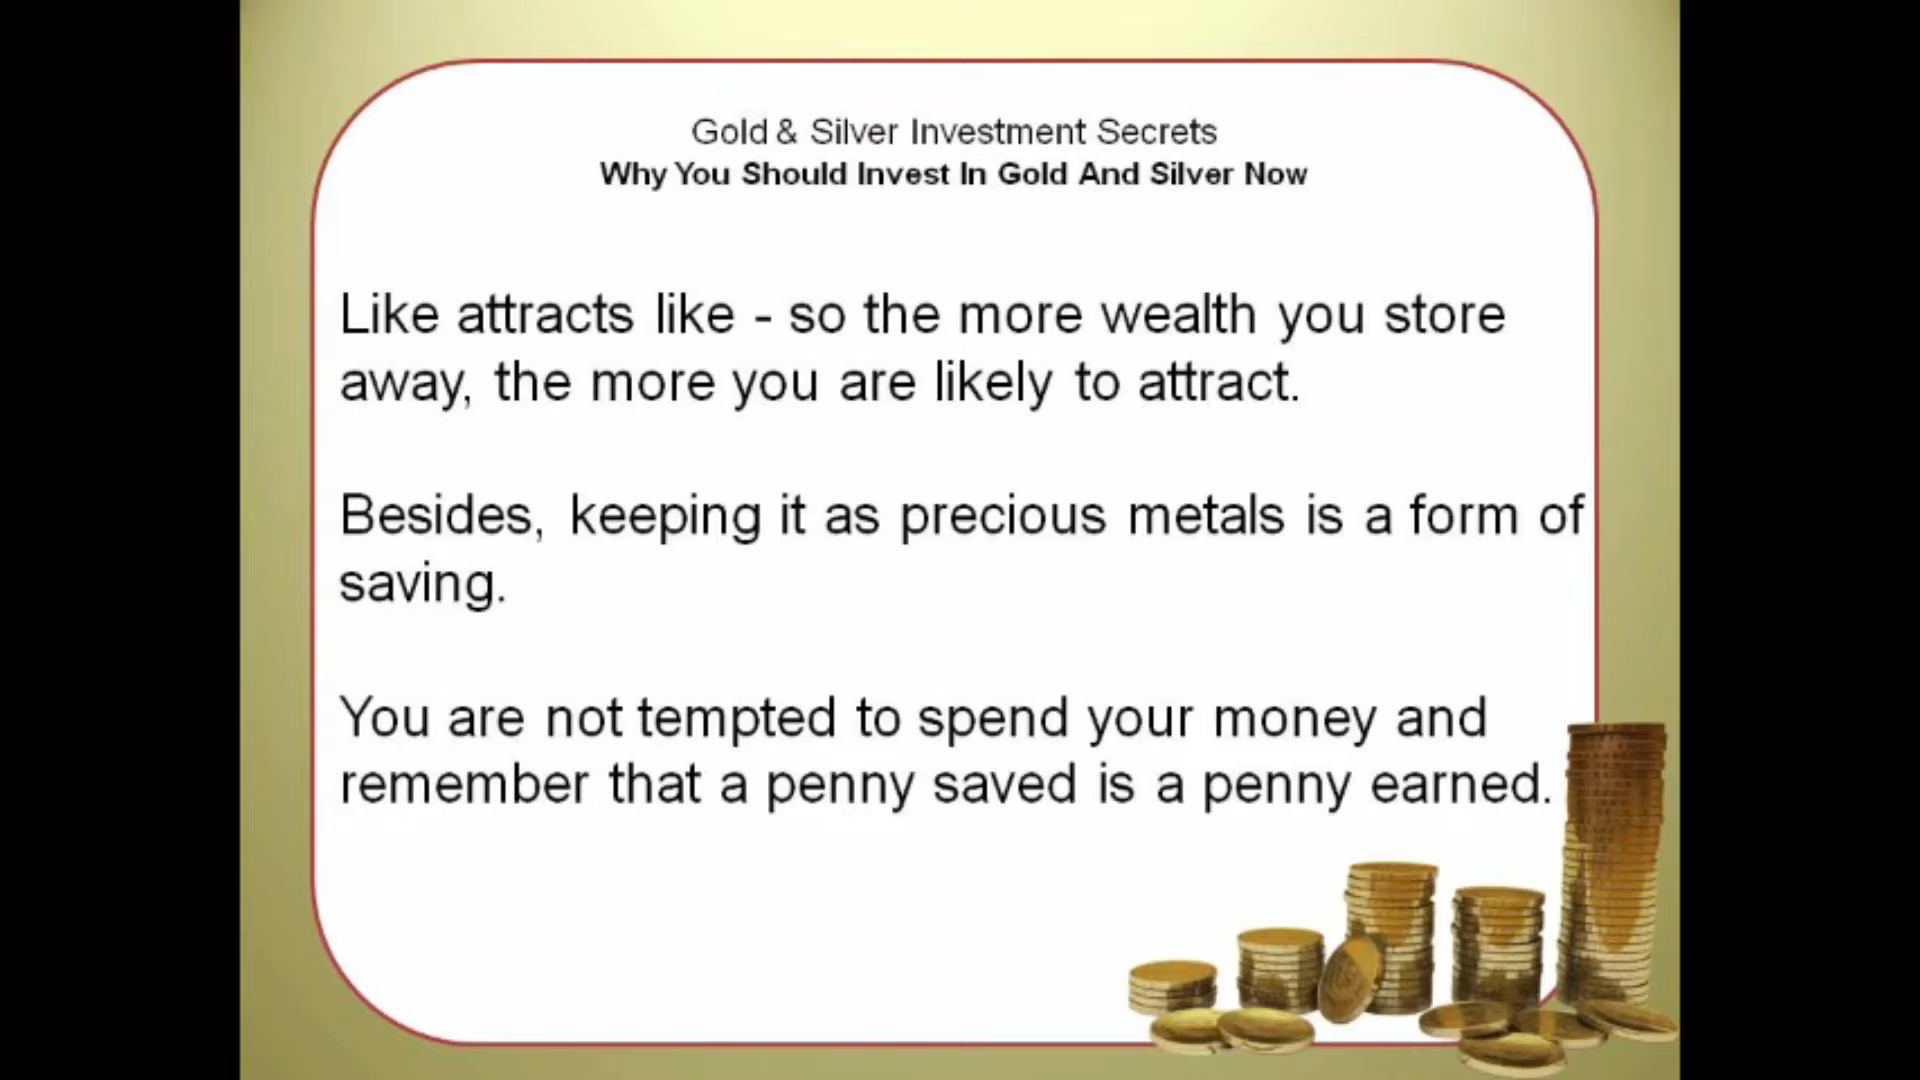 Gold & Silver Investment Secrets
Why You Should Invest In Gold And Silver Now
Like attracts like - so the more wealth you store
away, the more you are likely to attract.
Besides, keeping it as precious metals is a form of
saving.
You are not tempted to spend your money and
remember that a penny saved is a penny earned.